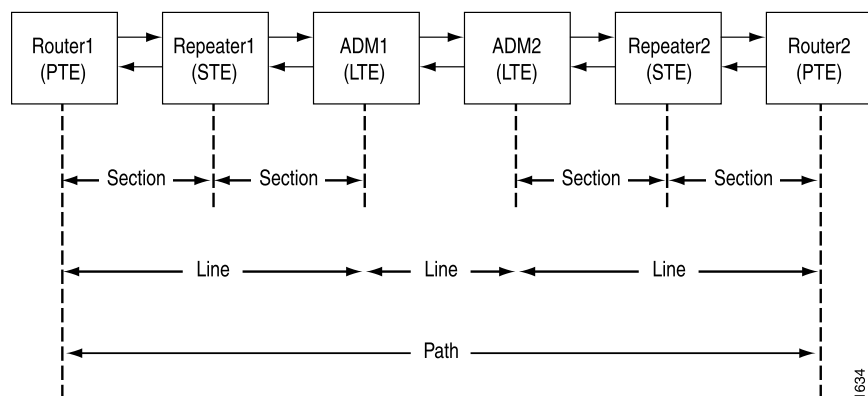 Router1
(PTE)
Repeater1
(STE)
ADM1
(LTE)
ADM2
(LTE)
Repeater2
(STE)
Router2
(PTE)
Section
Section
Section
Section
Line
Line
Line
Path
1634